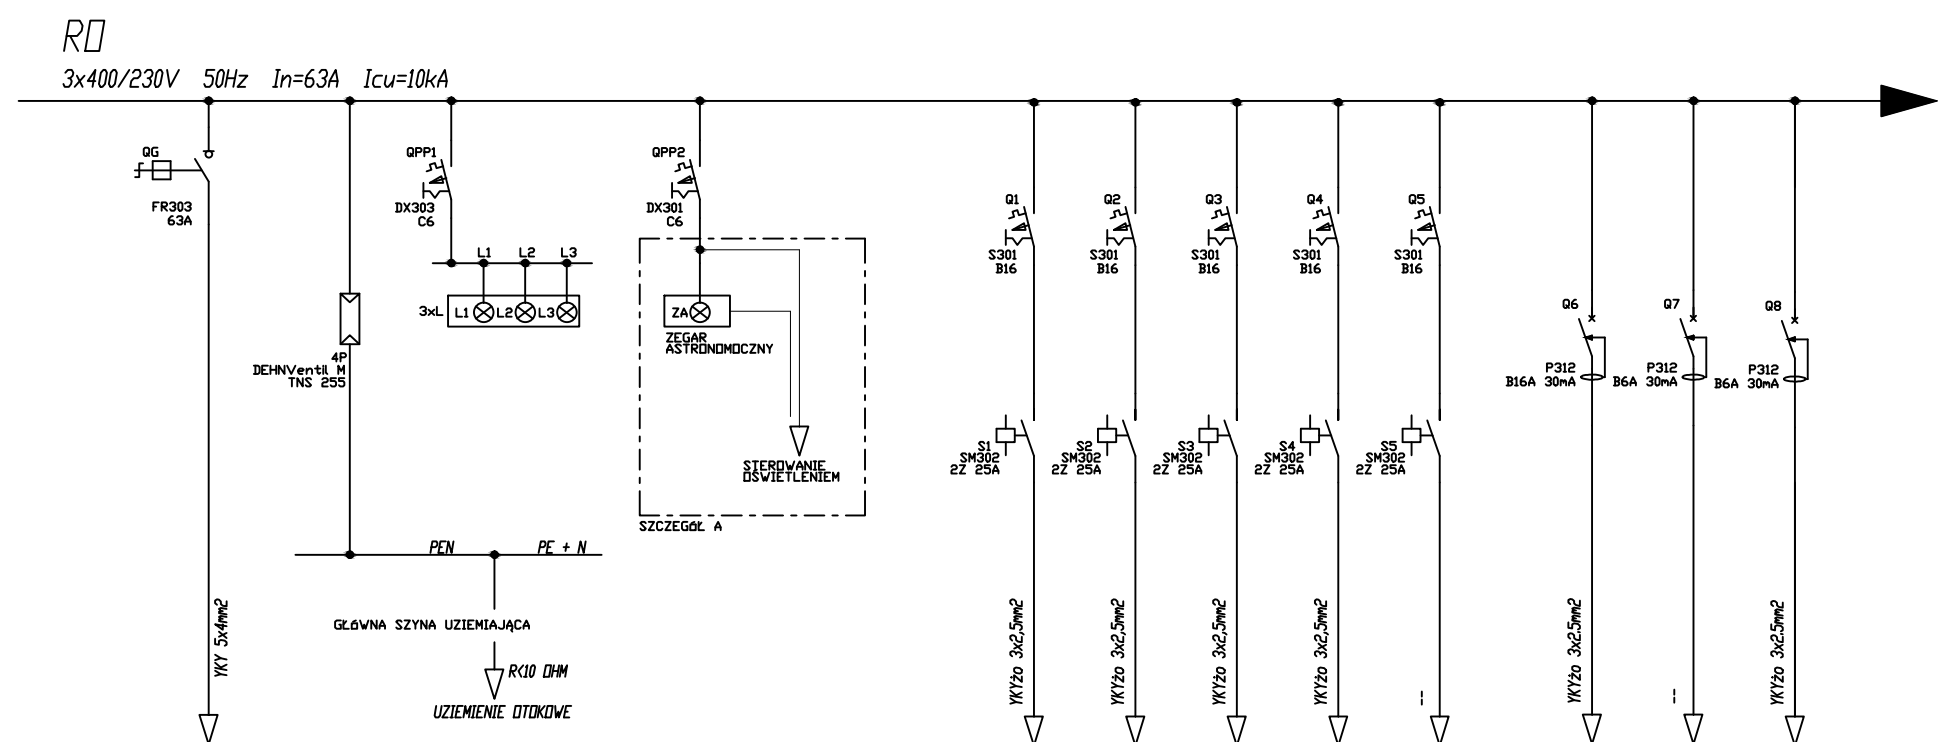 RO
3x400/230V 50Hz In=63A Icu=10kA
QG
FR303
63A
4P
DEHNVentil M
TNS 255
QPP1
DX303
C6
L1 L2 L3
3xL L1 L2 L3
QPP2
DX301
C6
ZA
ZEGAR
ASTRONOMOCZNY
STEROWANIE
OŚWIETLENIEM
SZCZEGÓŁ A
PEN PE + N
GŁÓWNA SZYNA UZIEMIAJĄCA
R<10 OHM
UZIEMIENIE OTOKOWE
YKY 5x4mm2
Q1
S301
B16
S1
SM302
2Z 25A
YKYżo 3x2,5mm2
Q2
S301
B16
S2
SM302
2Z 25A
YKYżo 3x2,5mm2
Q3
S301
B16
S3
SM302
2Z 25A
YKYżo 3x2,5mm2
Q4
S301
B16
S4
SM302
2Z 25A
YKYżo 3x2,5mm2
Q5
S301
B16
S5
SM302
2Z 25A
--
Q6
P312
B16A 30mA
YKYżo 3x2.5mm2
Q7
P312
B6A 30mA
--
Q8
P312
B6A 30mA
YKYżo 3x2.5mm2